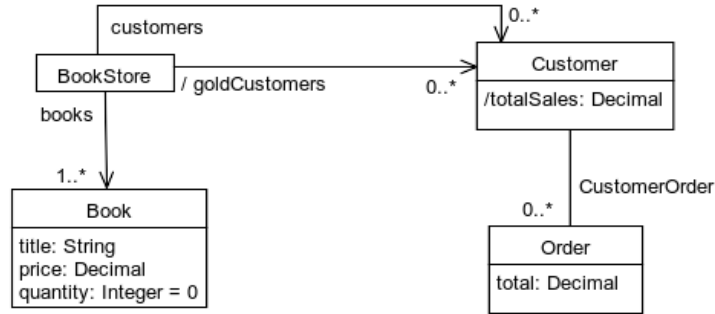 customers
0..*
BookStore
/ goldCustomers
0..*
Customer
/totalSales: Decimal
books
1..*
Book
title: String
price: Decimal
quantity: Integer = 0
CustomerOrder
0..*
Order
total: Decimal